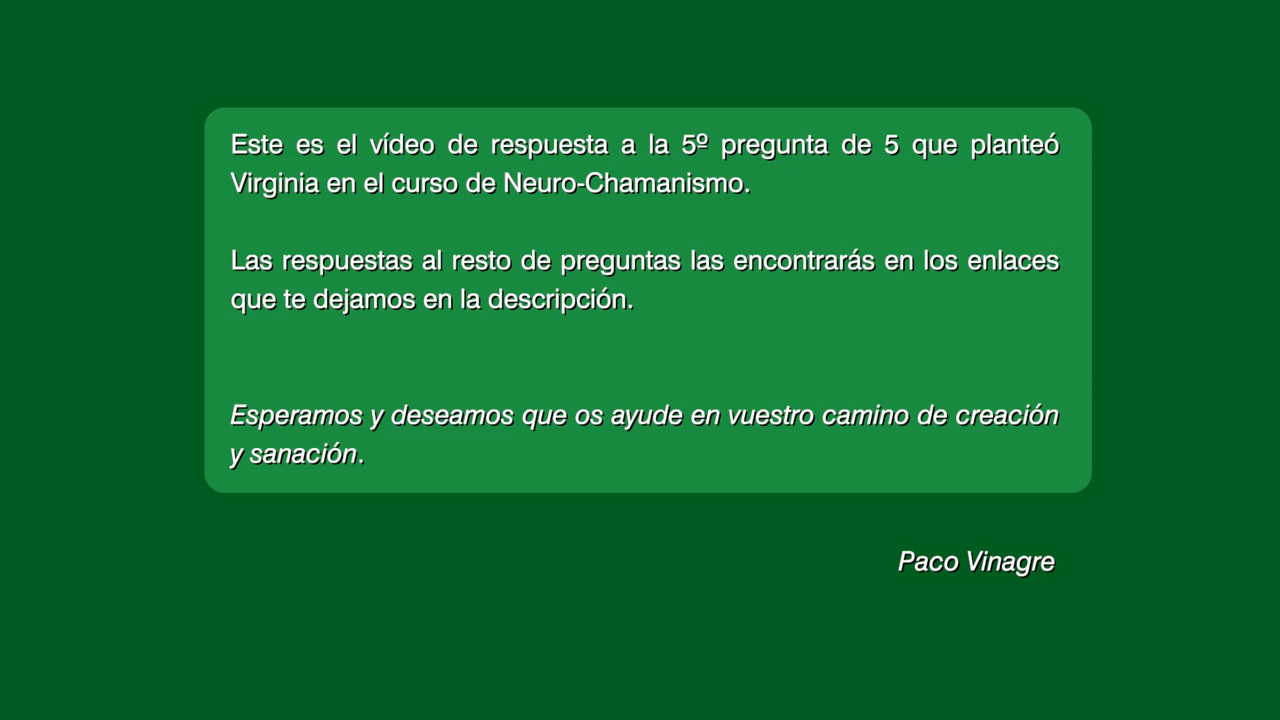 Este es el vídeo de respuesta a la 5º pregunta de 5 que planteó
Virginia en el curso de Neuro-Chamanismo.
Las respuestas al resto de preguntas las encontrarás en los enlaces
que te dejamos en la descripción.
Esperamos y deseamos que os ayude en vuestro camino de creación
y sanación.
Paco Vinagre